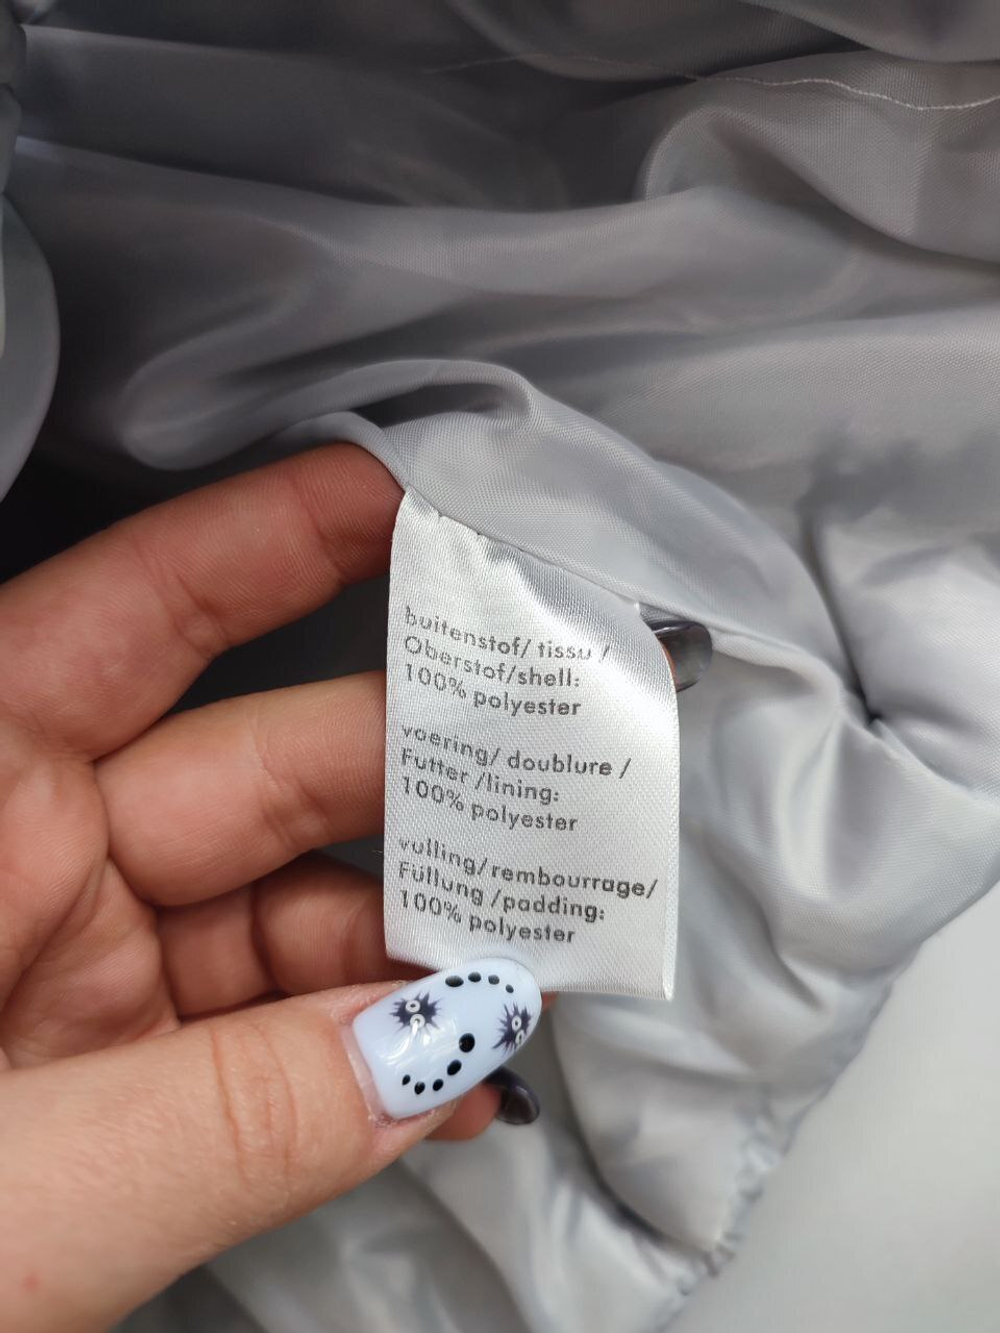 buitenstof/ tissu /
Oberstof/shell:
100% polyester
voering/ doublure /
Futter /lining:
100% polyester
vulling/rembourrage/
Füllung /padding:
100% polyester